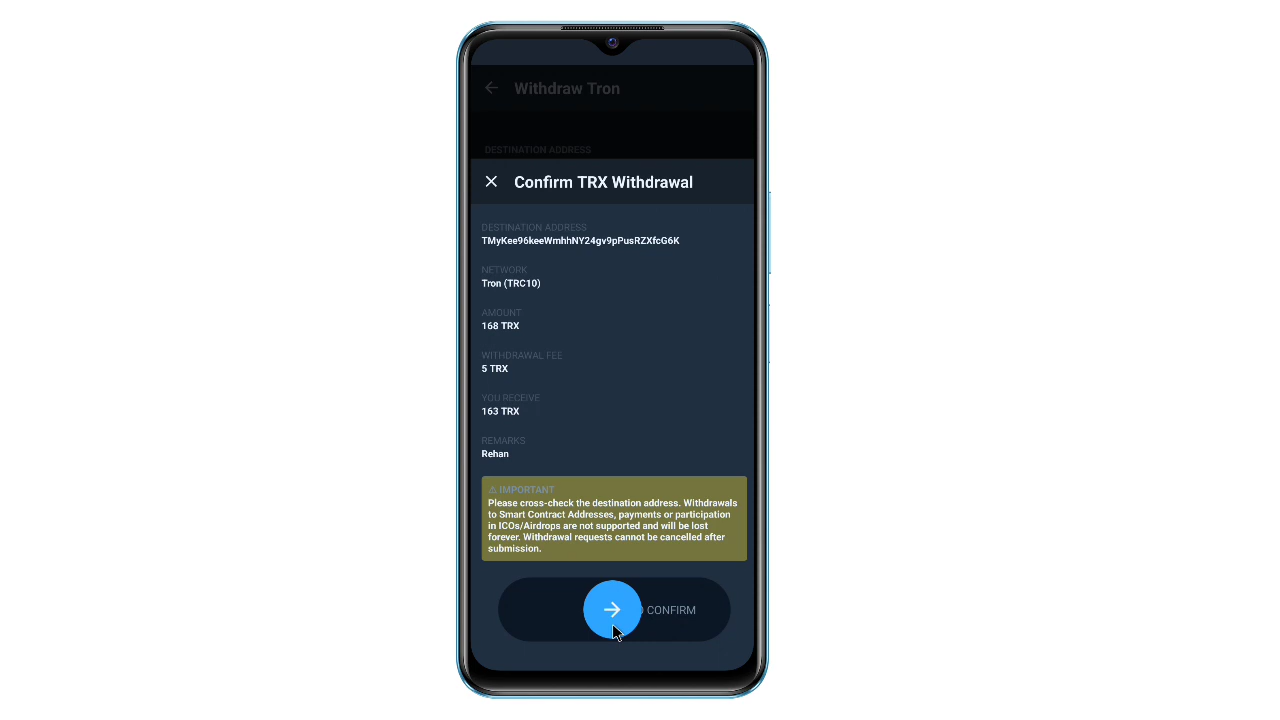 Withdraw Tron
DESTINATION ADDRESS
Confirm TRX Withdrawal
DESTINATION ADDRESS
TMyKee96keeWmhhNY24gv9pPusRZXfcG6K
NETWORK
Tron (TRC10)
AMOUNT
168 TRX
WITHDRAWAL FEE
5 TRX
YOU RECEIVE
163 TRX
REMARKS
Rehan
⚠ IMPORTANT
Please cross-check the destination address. Withdrawals
to Smart Contract Addresses, payments or participation
in ICOs/Airdrops are not supported and will be lost
forever. Withdrawal requests cannot be cancelled after
submission.
CONFIRM